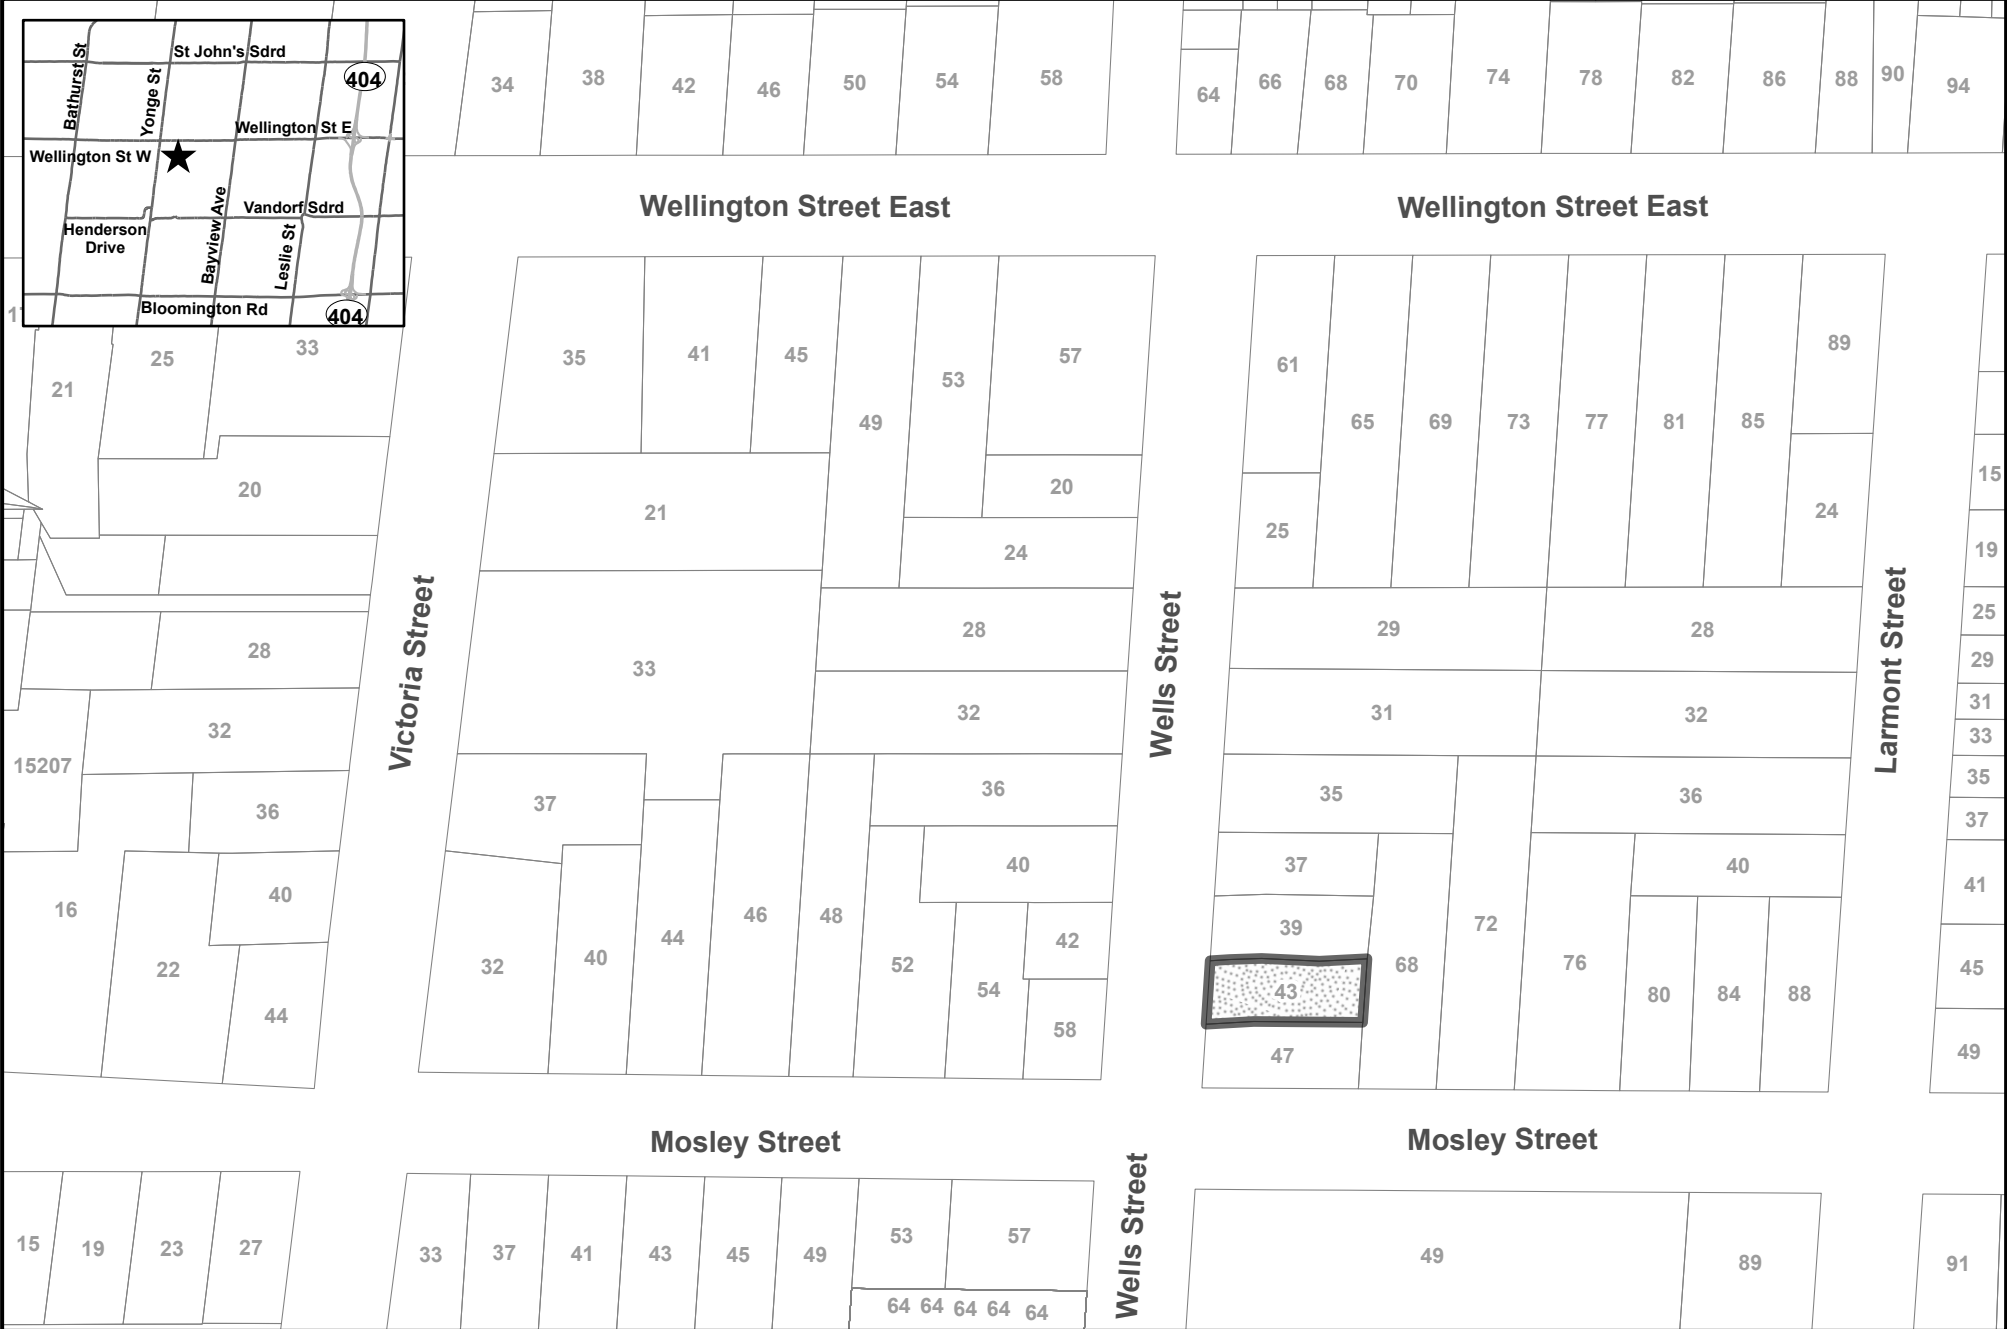 St John's Sdrd
404
Bathurst St
Yonge St
Wellington St E
Wellington St W
Vandorf Sdrd
Henderson
Drive
Bayview Ave
Leslie St
Bloomington Rd
404
34 38 42 46 50 54 58 64 66 68 70 74 78 82 86 88 90 94
Wellington Street East
Wellington Street East
21 25 33
20
28
32
15207
36
16
40
22
44
Victoria Street
35 41 45 49 53 57
20
21
24
28
33
32
37
36
40
32 40 44 46 48 52 54
42
58
Wells Street
61 65 69 73 77 81 85 89
25
24
29 28
31 32
35 36
37 40
39
43
47
68 72 76 80 84 88
Larmont Street
15
19
25
29
31
33
35
37
41
45
49
Mosley Street
Mosley Street
15 19 23 27
33 37 41 43 45 49 53 57
64 64 64 64 64
Wells Street
49 89 91